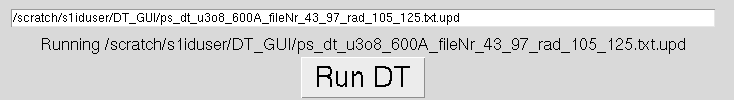 /scratch/s1iduser/DT_GUI/ps_dt_u3o8_600A_fileNr_43_97_rad_105_125.txt.upd
Running /scratch/s1iduser/DT_GUI/ps_dt_u3o8_600A_fileNr_43_97_rad_105_125.txt.upd
Run DT